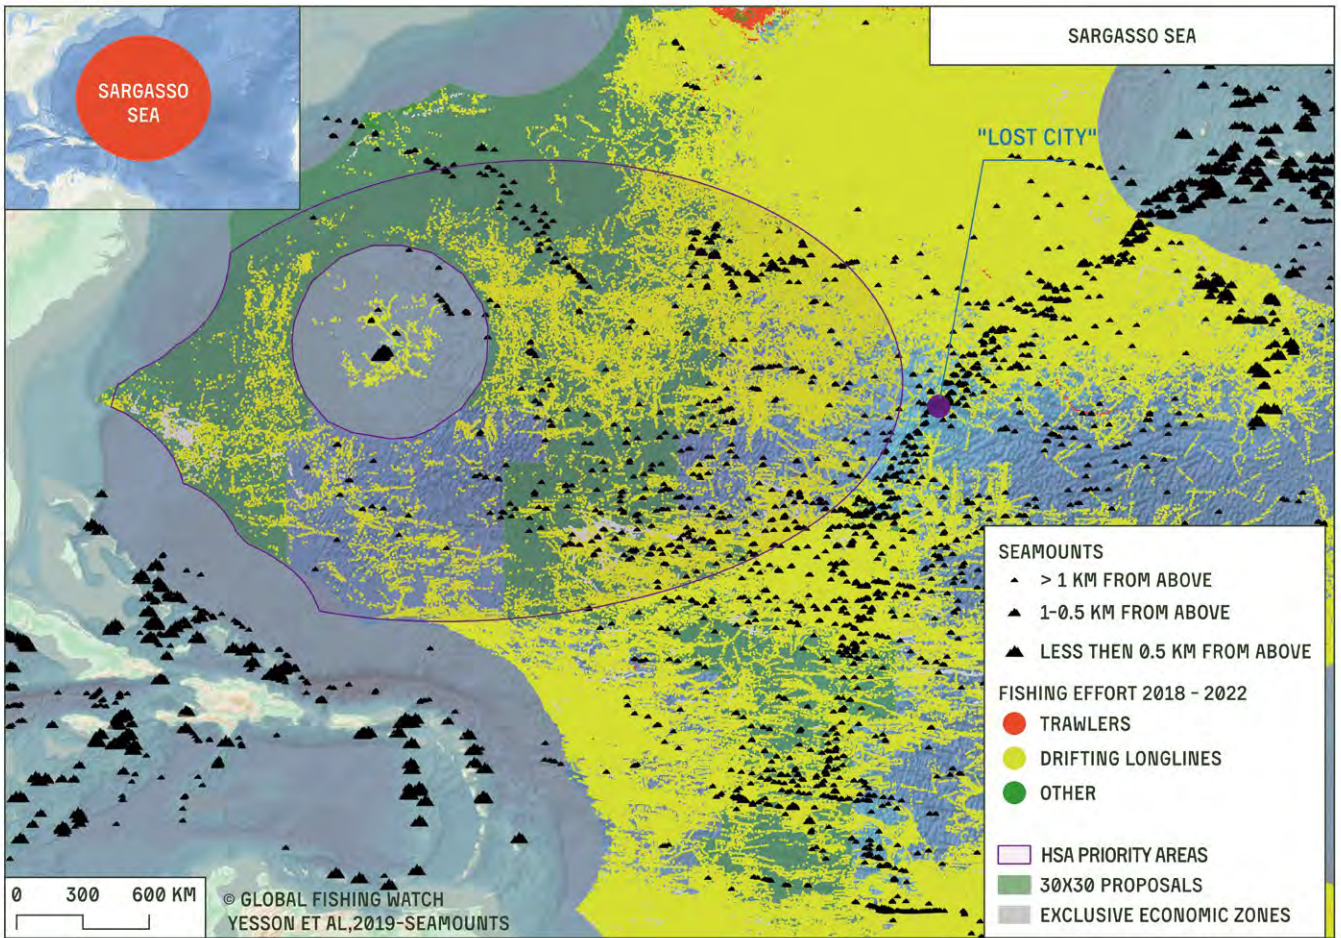 SARGASSO
SEA
SARGASSO SEA
"LOST CITY"
SEAMOUNTS
> 1 KM FROM ABOVE
1-0.5 KM FROM ABOVE
LESS THEN 0.5 KM FROM ABOVE
FISHING EFFORT 2018 - 2022
TRAWLERS
DRIFTING LONGLINES
OTHER
HSA PRIORITY AREAS
30X30 PROPOSALS
EXCLUSIVE ECONOMIC ZONES
0 300 600 KM
© GLOBAL FISHING WATCH
YESSON ET AL,2019-SEAMOUNTS